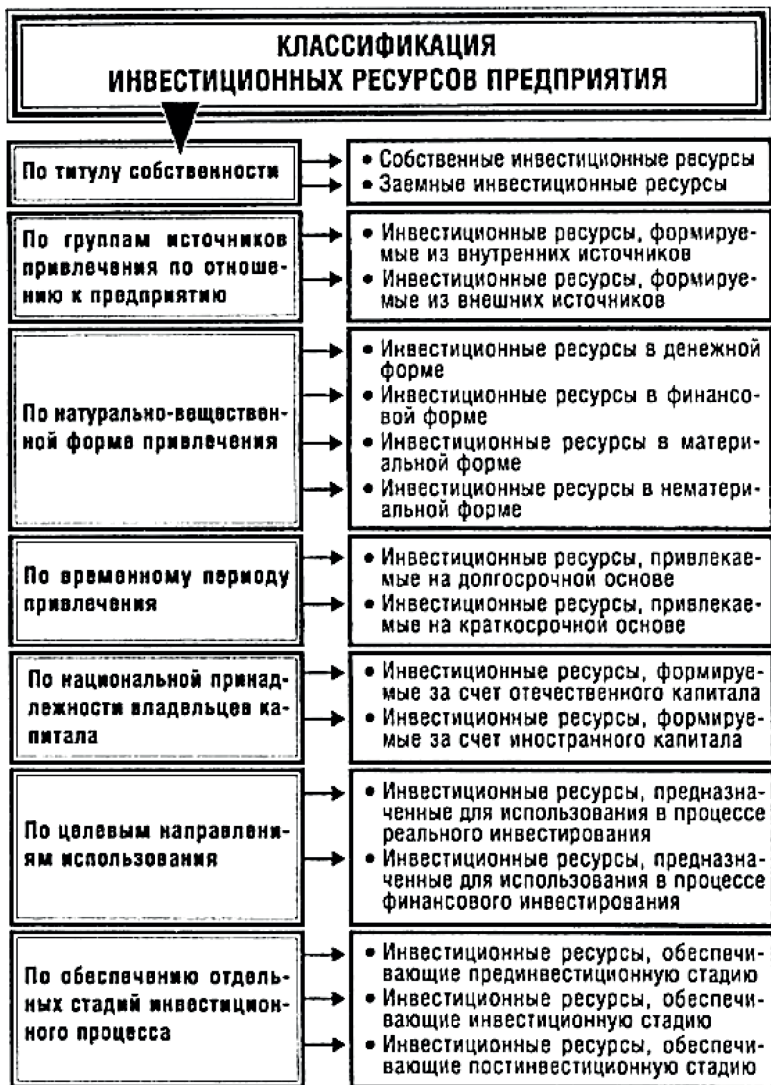 КЛАССИФИКАЦИЯ
ИНВЕСТИЦИОННЫХ РЕСУРСОВ ПРЕДПРИЯТИЯ
По титулу собственности
• Собственные инвестиционные ресурсы
• Заемные инвестиционные ресурсы
По группам источников
привлечения по отноше-
нию к предприятию
• Инвестиционные ресурсы, формируе-
мые из внутренних источников
• Инвестиционные ресурсы, формируе-
мые из внешних источников
По натурально-веществен-
ной форме привлечения
• Инвестиционные ресурсы в денежной
форме
• Инвестиционные ресурсы в финансо-
вой форме
• Инвестиционные ресурсы в матери-
альной форме
• Инвестиционные ресурсы в нематери-
альной форме
По временному периоду
привлечения
• Инвестиционные ресурсы, привлекае-
мые на долгосрочной основе
• Инвестиционные ресурсы, привлекае-
мые на краткосрочной основе
По национальной принад-
лежности владельцев ка-
питала
• Инвестиционные ресурсы, формируе-
мые за счет отечественного капитала
• Инвестиционные ресурсы, формируе-
мые за счет иностранного капитала
По целевым направлени-
ям использования
• Инвестиционные ресурсы, предназна-
ченные для использования в процессе
реального инвестирования
• Инвестиционные ресурсы, предназна-
ченные для использования в процессе
финансового инвестирования
По обеспечению отдель-
ных стадий инвестицион-
ного процесса
• Инвестиционные ресурсы, обеспечи-
вающие прединвестиционную стадию
• Инвестиционные ресурсы, обеспечи-
вающие инвестиционную стадию
• Инвестиционные ресурсы, обеспечи-
вающие постинвестиционную стадию